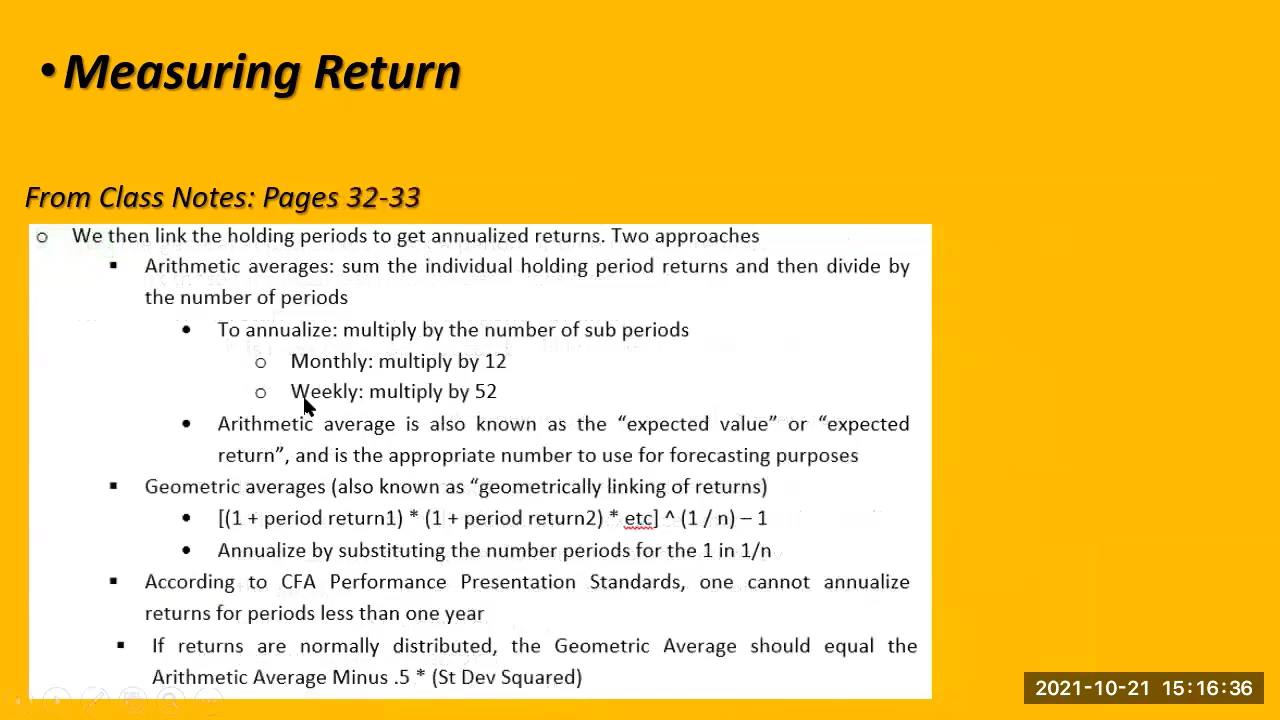 •Measuring Return
From Class Notes: Pages 32-33
o We then link the holding periods to get annualized returns. Two approaches
▪ Arithmetic averages: sum the individual holding period returns and then divide by
the number of periods
• To annualize: multiply by the number of sub periods
o Monthly: multiply by 12
o Weekly: multiply by 52
• Arithmetic average is also known as the “expected value” or “expected
return”, and is the appropriate number to use for forecasting purposes
▪ Geometric averages (also known as “geometrically linking of returns)
• [(1 + period return1) * (1 + period return2) * etc] ^ (1 / n) – 1
• Annualize by substituting the number periods for the 1 in 1/n
▪ According to CFA Performance Presentation Standards, one cannot annualize
returns for periods less than one year
▪ If returns are normally distributed, the Geometric Average should equal the
Arithmetic Average Minus .5 * (St Dev Squared)
2021-10-21 15:16:36